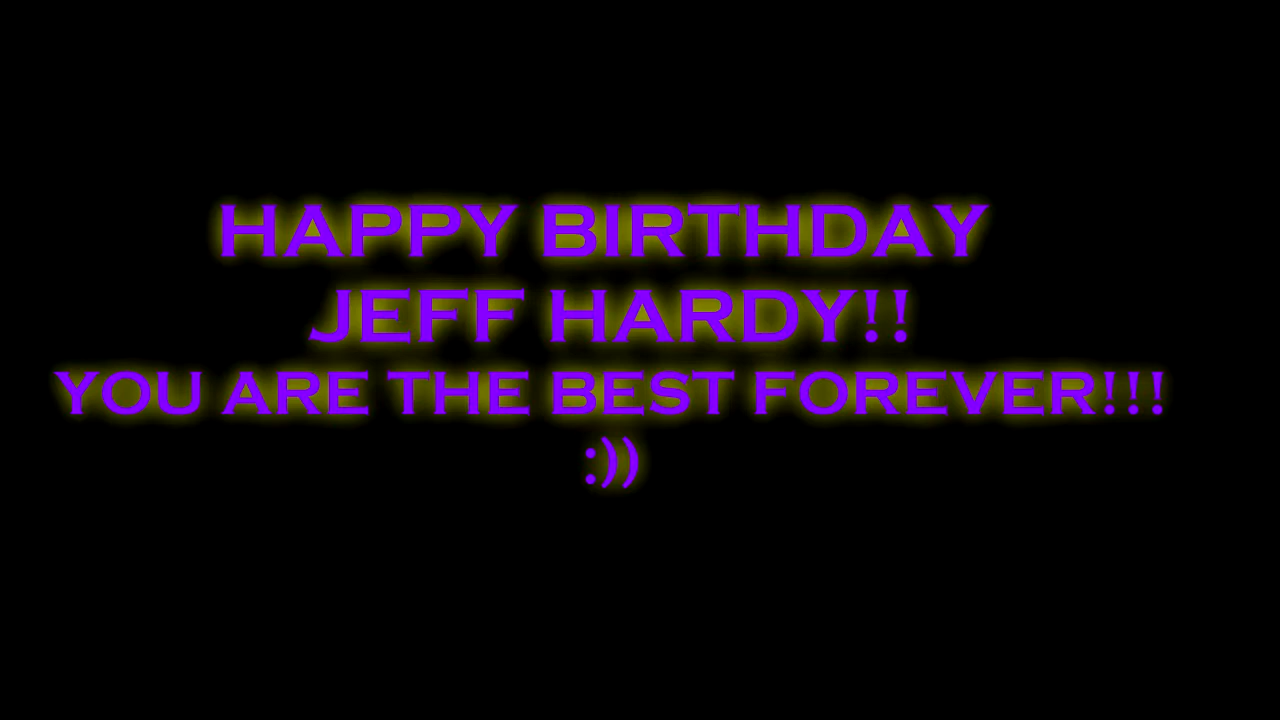 HAPPY BIRTHDAY
JEFF HARDY!!
YOU ARE THE BEST FOREVER!!!
:))